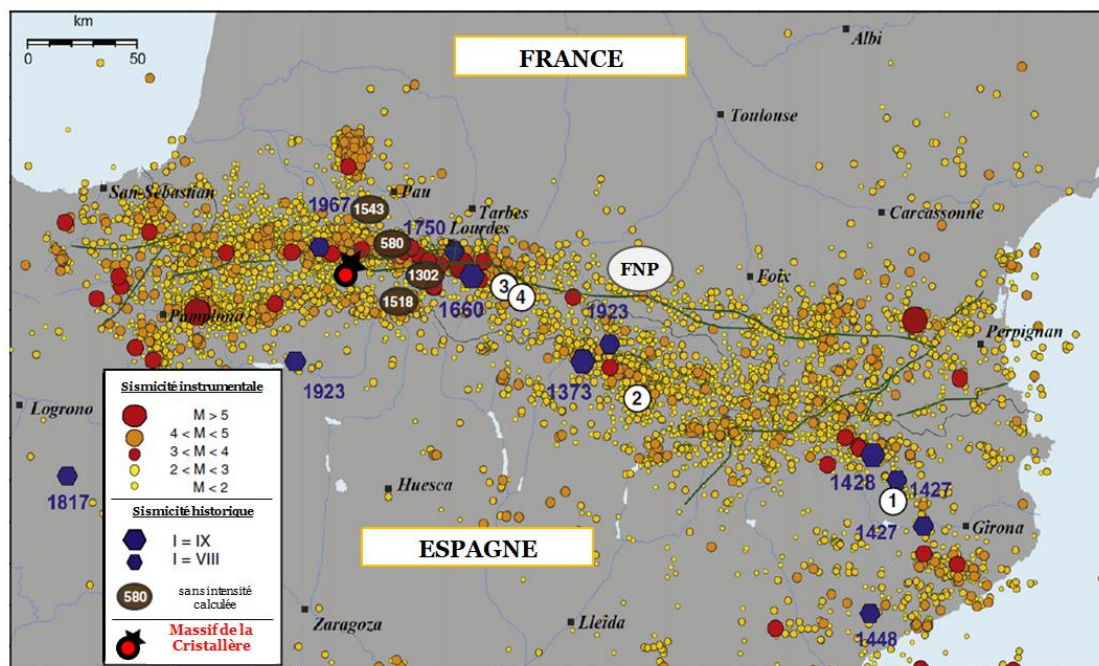 km
0
50
FRANCE
Albi
Toulouse
San-Sebastian
Pau
1967
1543
1750
Tarbes
Lourdes
Carcassonne
580
FNP
Foix
1302
3
4
1518
1660
1923
Pamplona
Perpignan
1923
1373
2
Logrono
1817
Huesca
1428
1427
1
1427
Girona
ESPAGNE
Zaragoza
Lleida
1448
Sismicité instrumentale
M > 5
4 < M < 5
3 < M < 4
2 < M < 3
M < 2
Sismicité historique
I = IX
I = VIII
580
sans intensité
calculée
Massif de la
Cristallère